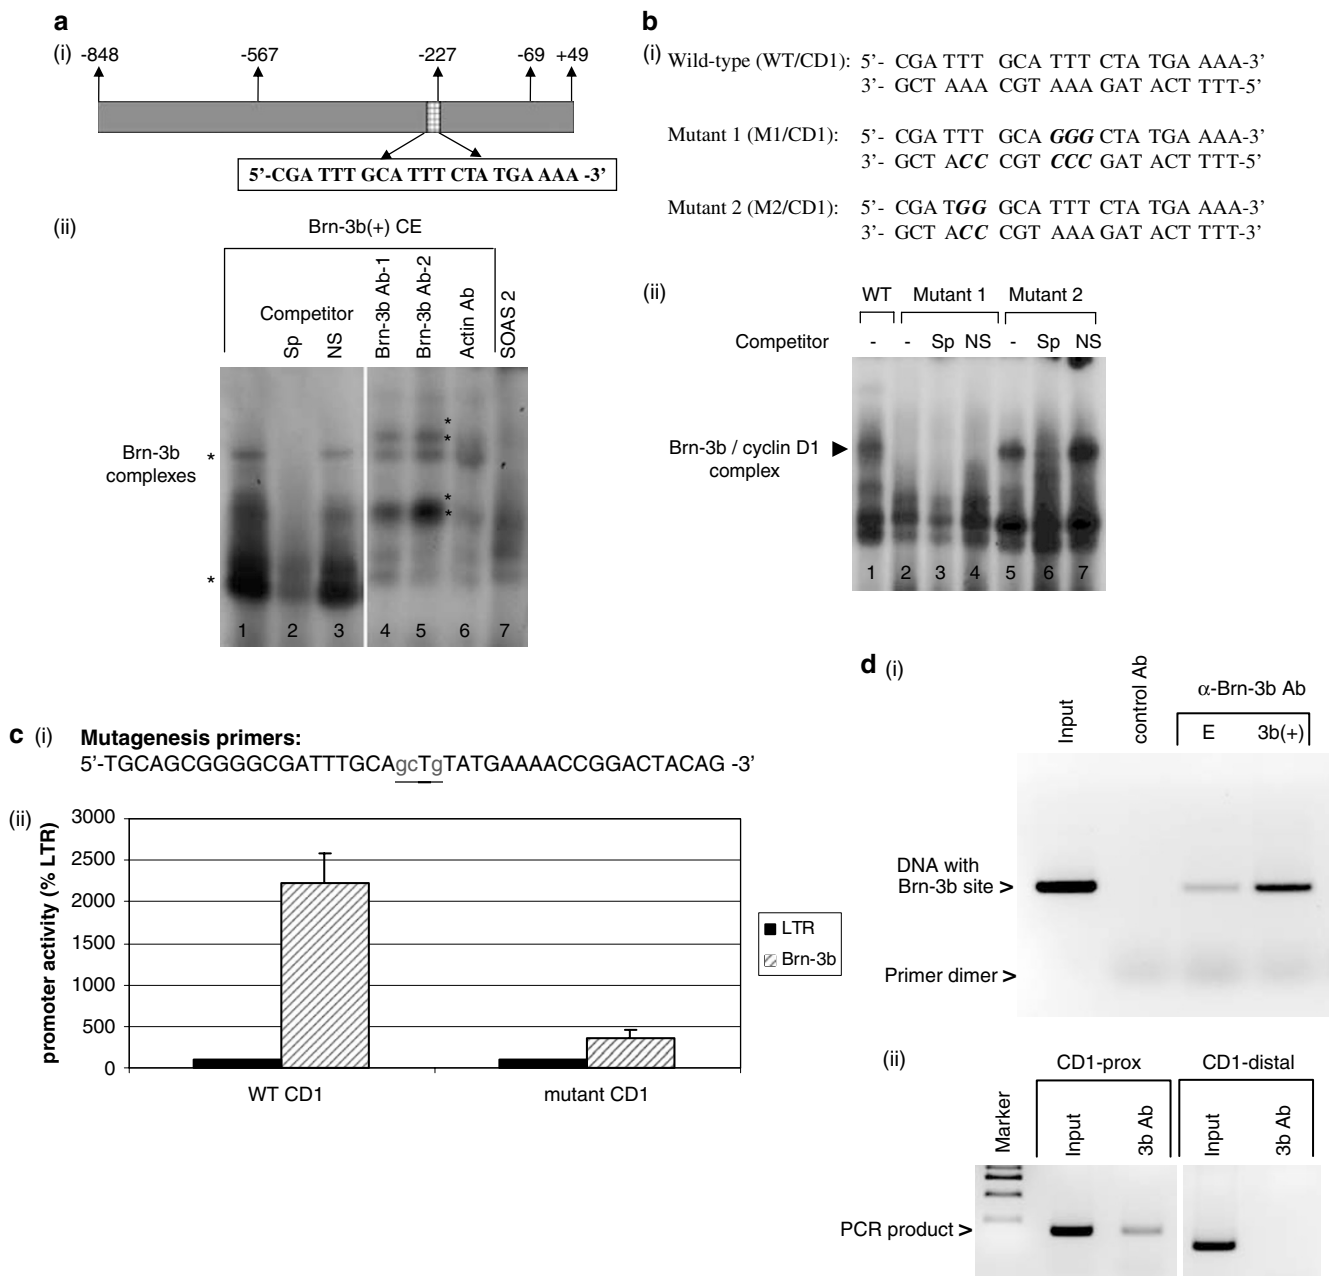 a
(i) -848 -567 -227 -69 +49
5'-CGA TTT GCA TTT CTA TGA AAA -3'
(ii) Brn-3b(+) CE
Competitor
Sp NS Brn-3b Ab-1 Brn-3b Ab-2 Actin Ab SOAS 2
Brn-3b
complexes
*
*
*
*
*
*
1 2 3 4 5 6 7
b
(i) Wild-type (WT/CD1): 5'- CGA TTT GCA TTT CTA TGA AAA-3'
3'- GCT AAA CGT AAA GAT ACT TTT-5'
Mutant 1 (M1/CD1): 5'- CGA TTT GCA GGG CTA TGA AAA-3'
3'- GCT ACC CGT CCC GAT ACT TTT-5'
Mutant 2 (M2/CD1): 5'- CGA TGG GCA TTT CTA TGA AAA-3'
3'- GCT ACC CGT AAA GAT ACT TTT-3'
(ii) WT Mutant 1 Mutant 2
Competitor - - Sp NS - Sp NS
Brn-3b / cyclin D1
complex
1 2 3 4 5 6 7
c (i) Mutagenesis primers:
5'-TGCAGCGGGGCGATTTGCAgcTgTATGAAAACCGGACTACAG -3'
(ii)
promoter activity (% LTR)
3000
2500
2000
1500
1000
500
0
WT CD1 mutant CD1
LTR
Brn-3b
d (i)
Input control Ab α-Brn-3b Ab
E 3b(+)
DNA with
Brn-3b site >
Primer dimer >
(ii) CD1-prox CD1-distal
Marker Input 3b Ab Input 3b Ab
PCR product >